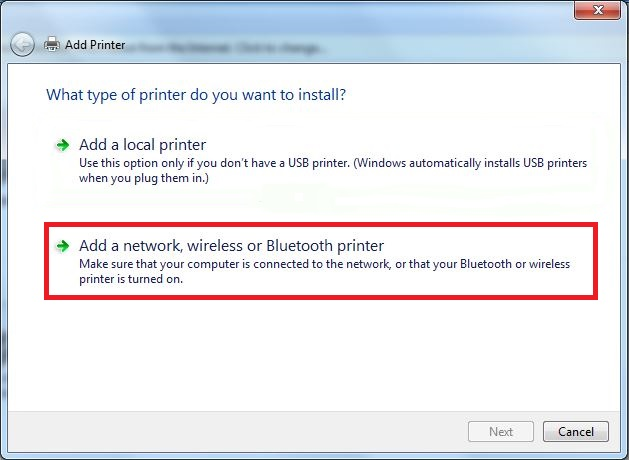 Add Printer
What type of printer do you want to install?
Add a local printer
Use this option only if you don't have a USB printer. (Windows automatically installs USB printers
when you plug them in.)
Add a network, wireless or Bluetooth printer
Make sure that your computer is connected to the network, or that your Bluetooth or wireless
printer is turned on.
Next
Cancel